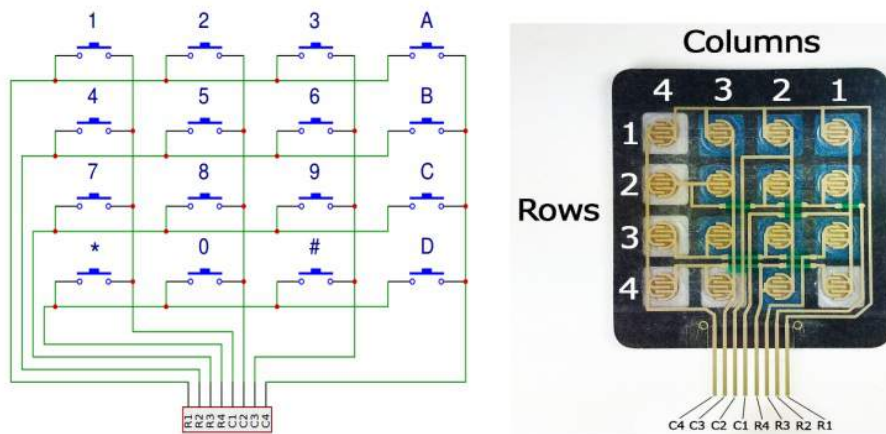 1 2 3 A
4 5 6 B
7 8 9 C
* 0 # D
R1 R2 R3 R4 C1 C2 C3 C4
Columns
4 3 2 1
Rows
1
2
3
4
C4 C3 C2 C1 R4 R3 R2 R1